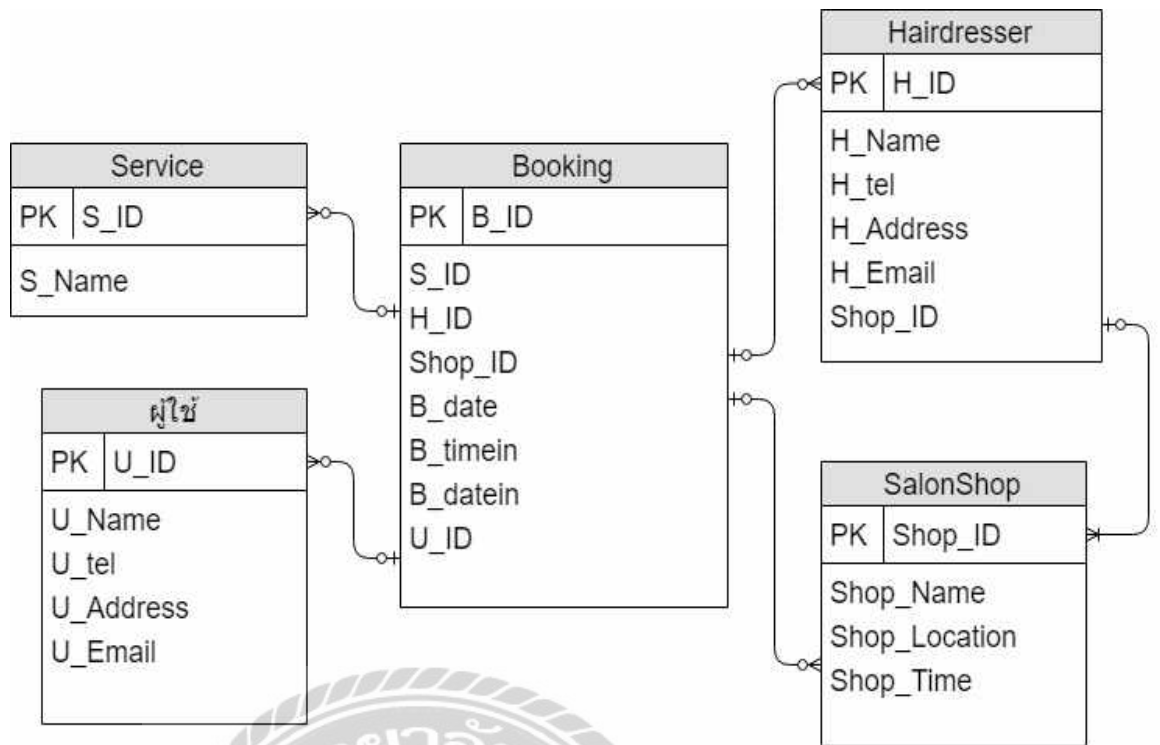 Service
PK S_ID
S_Name
ผู้ใช้
PK U_ID
U_Name
U_tel
U_Address
U_Email
Booking
PK B_ID
S_ID
H_ID
Shop_ID
B_date
B_timein
B_datein
U_ID
Hairdresser
PK H_ID
H_Name
H_tel
H_Address
H_Email
Shop_ID
SalonShop
PK Shop_ID
Shop_Name
Shop_Location
Shop_Time